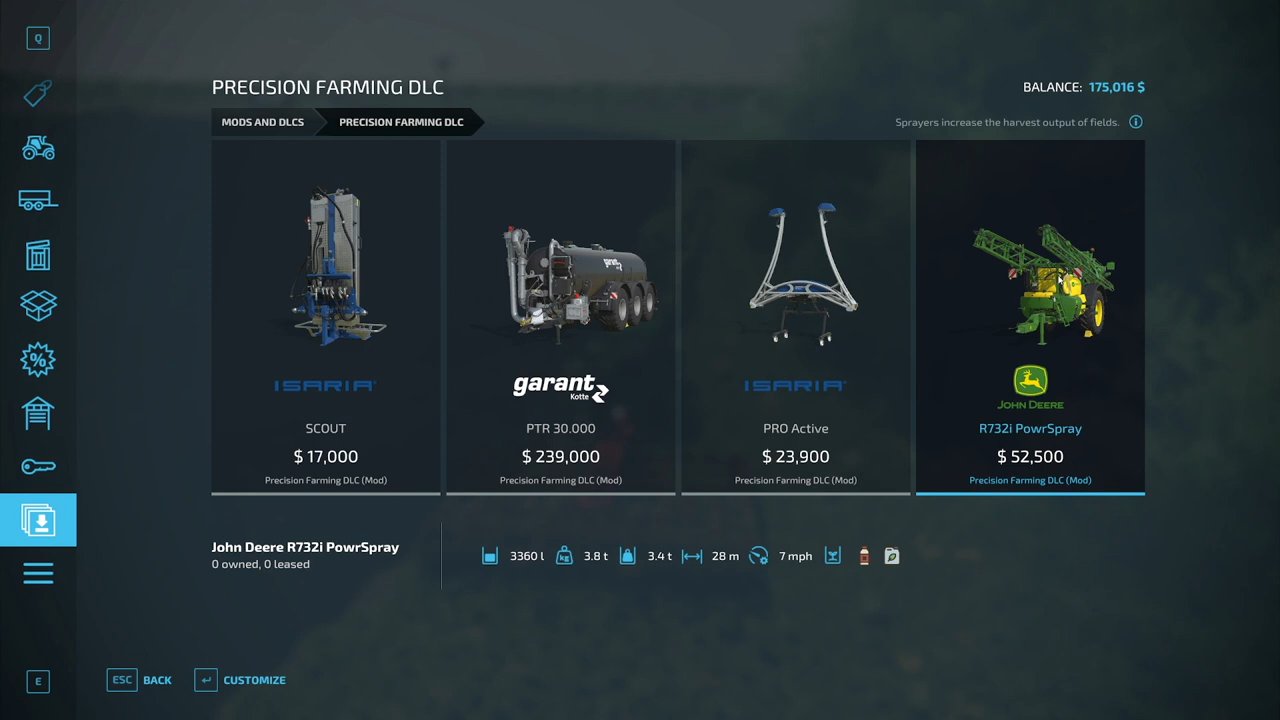 Q
PRECISION FARMING DLC
BALANCE: 175,016 $
MODS AND DLCS
PRECISION FARMING DLC
Sprayers increase the harvest output of fields.
ISARIA
SCOUT
$ 17,000
Precision Farming DLC (Mod)
garant
garant
Kotte
PTR 30.000
$ 239,000
Precision Farming DLC (Mod)
ISARIA
PRO Active
$ 23,900
Precision Farming DLC (Mod)
JOHN DEERE
R732i PowrSpray
$ 52,500
Precision Farming DLC (Mod)
John Deere R732i PowrSpray
0 owned, 0 leased
3360 l
kg
3.8 t
3.4 t
28 m
7 mph
E
ESC BACK
CUSTOMIZE